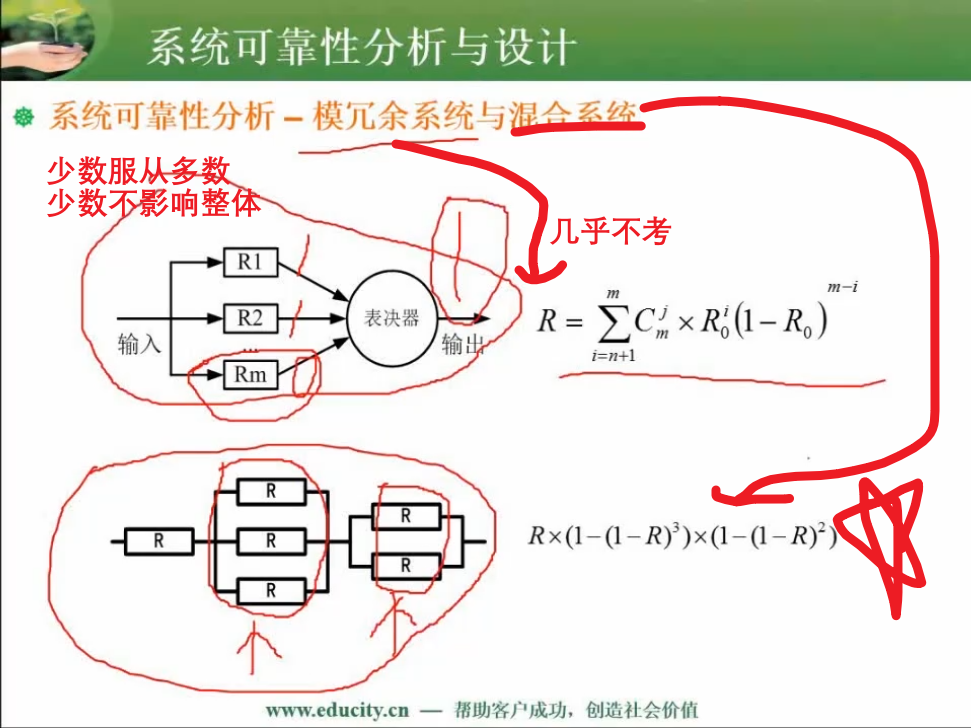 系统可靠性分析与设计
系统可靠性分析 – 模冗余系统与混合系统
少数服从多数
少数不影响整体
几乎不考
R1
R2
...
Rm
输入
表决器
输出
R = ∑_{i=n+1}^{m} C_m^j × R_0^i (1 − R_0)^{m−i}
R
R
R
R
R
R
R×(1−(1−R)³)×(1−(1−R)²)
www.educity.cn — 帮助客户成功，创造社会价值